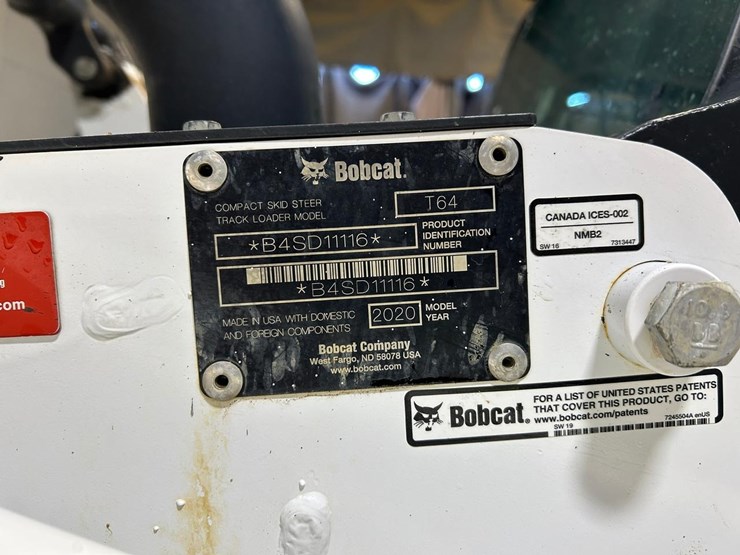 Bobcat.
COMPACT SKID STEER
TRACK LOADER MODEL
T64
*B4SD11116*
PRODUCT
IDENTIFICATION
NUMBER
*B4SD11116*
MADE IN USA WITH DOMESTIC
AND FOREIGN COMPONENTS
2020
MODEL
YEAR
Bobcat Company
West Fargo, ND 58078 USA
www.bobcat.com
CANADA ICES-002
NMB2
SW 16 7313447
Bobcat.
FOR A LIST OF UNITED STATES PATENTS
THAT COVER THIS PRODUCT, GO TO:
www.bobcat.com/patents
SW 19
7245504A enUS
com